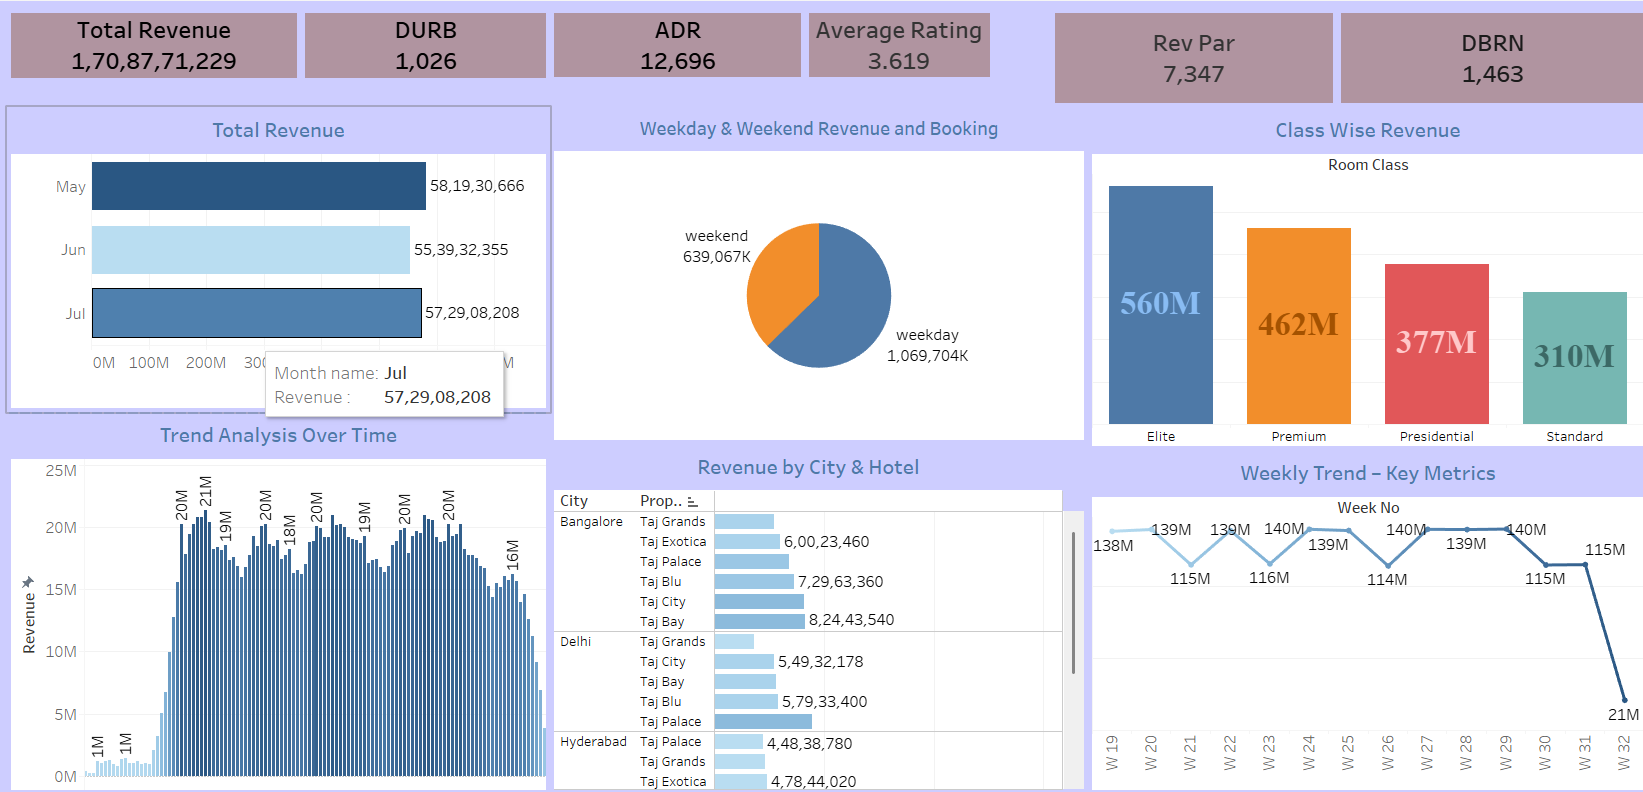 Total Revenue
1,70,87,71,229
DURB
1,026
ADR
12,696
Average Rating
3.619
Rev Par
7,347
DBRN
1,463
Total Revenue
May
58,19,30,666
Jun
55,39,32,355
Jul
57,29,08,208
0M 100M 200M
Month name: Jul
Revenue : 57,29,08,208
Weekday & Weekend Revenue and Booking
weekend
639,067K
weekday
1,069,704K
Class Wise Revenue
Room Class
560M
462M
377M
310M
Elite Premium Presidential Standard
Trend Analysis Over Time
Revenue
25M
20M
15M
10M
5M
0M
1M
1M
20M
21M
19M
20M
18M
20M
19M
20M
20M
16M
Revenue by City & Hotel
City Prop..
Bangalore Taj Grands
Taj Exotica 6,00,23,460
Taj Palace
Taj Blu 7,29,63,360
Taj City
Taj Bay 8,24,43,540
Delhi Taj Grands
Taj City 5,49,32,178
Taj Bay
Taj Blu 5,79,33,400
Taj Palace
Hyderabad Taj Palace 4,48,38,780
Taj Grands
Taj Exotica 4,78,44,020
Weekly Trend – Key Metrics
Week No
138M
139M
115M
139M
116M
140M
139M
114M
140M
139M
140M
115M
115M
21M
W 19
W 20
W 21
W 22
W 23
W 24
W 25
W 26
W 27
W 28
W 29
W 30
W 31
W 32